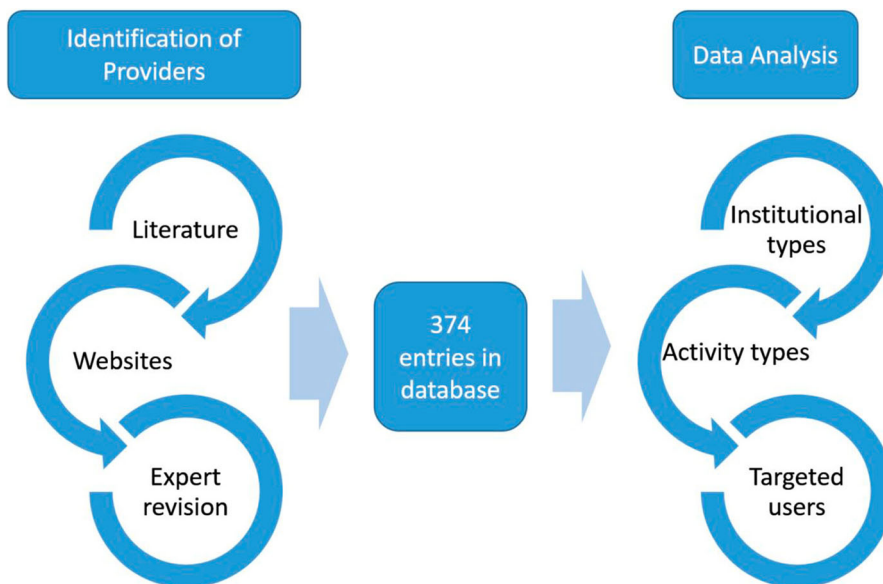 Identification of
Providers
Literature
Websites
Expert
revision
374
entries in
database
Data Analysis
Institutional
types
Activity types
Targeted
users